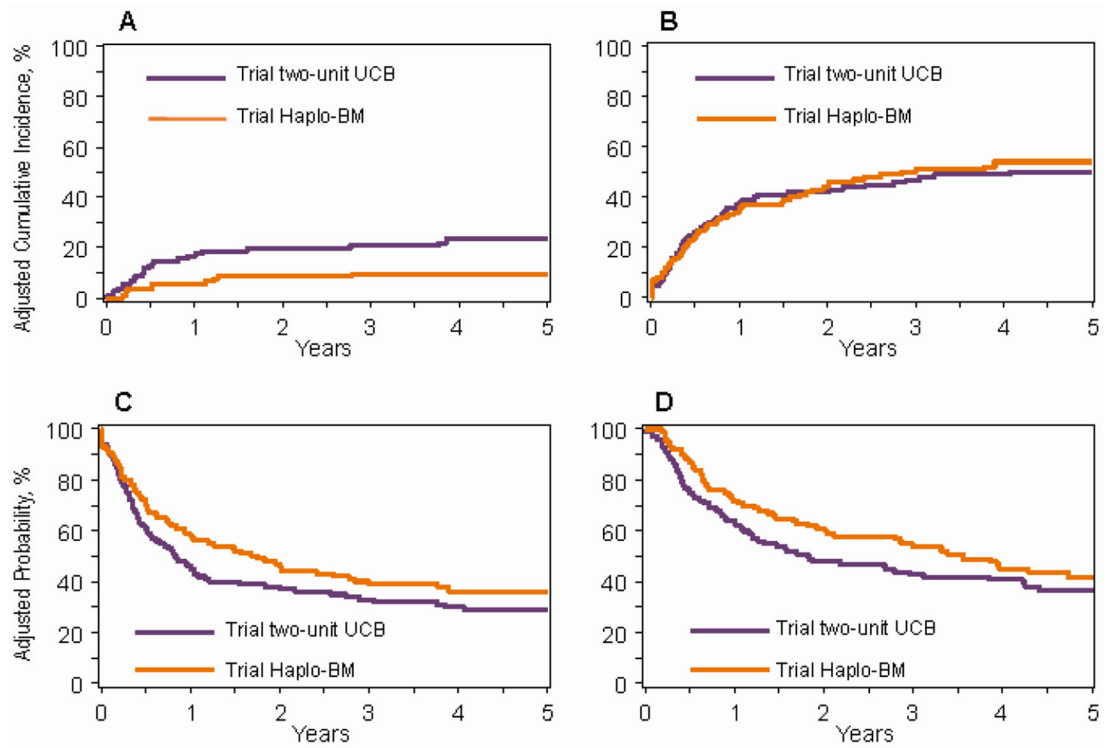 A
Adjusted Cumulative Incidence, %
100
80
60
40
20
0
Trial two-unit UCB
Trial Haplo-BM
0 1 2 3 4 5
Years
B
100
80
60
40
20
0
Trial two-unit UCB
Trial Haplo-BM
0 1 2 3 4 5
Years
C
Adjusted Probability, %
100
80
60
40
20
0
Trial two-unit UCB
Trial Haplo-BM
0 1 2 3 4 5
Years
D
100
80
60
40
20
0
Trial two-unit UCB
Trial Haplo-BM
0 1 2 3 4 5
Years